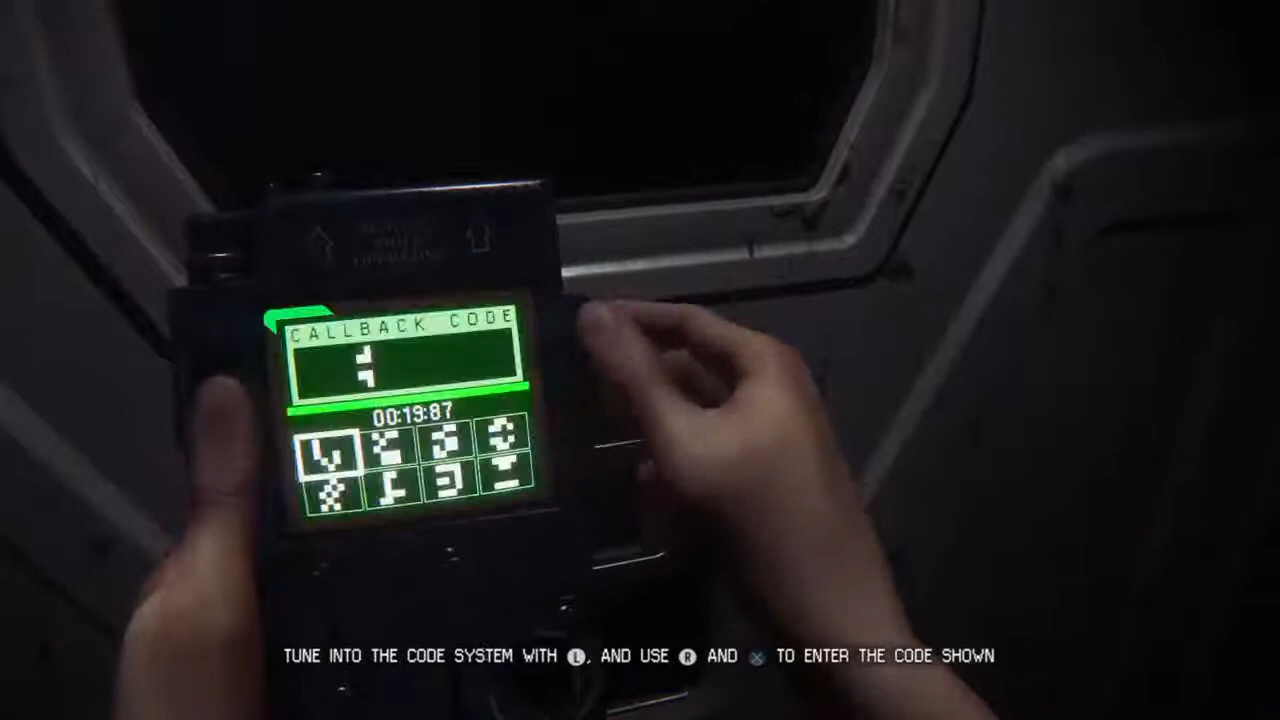 CALLBACK CODE
00:19:87
TUNE INTO THE CODE SYSTEM WITH L, AND USE R AND X TO ENTER THE CODE SHOWN